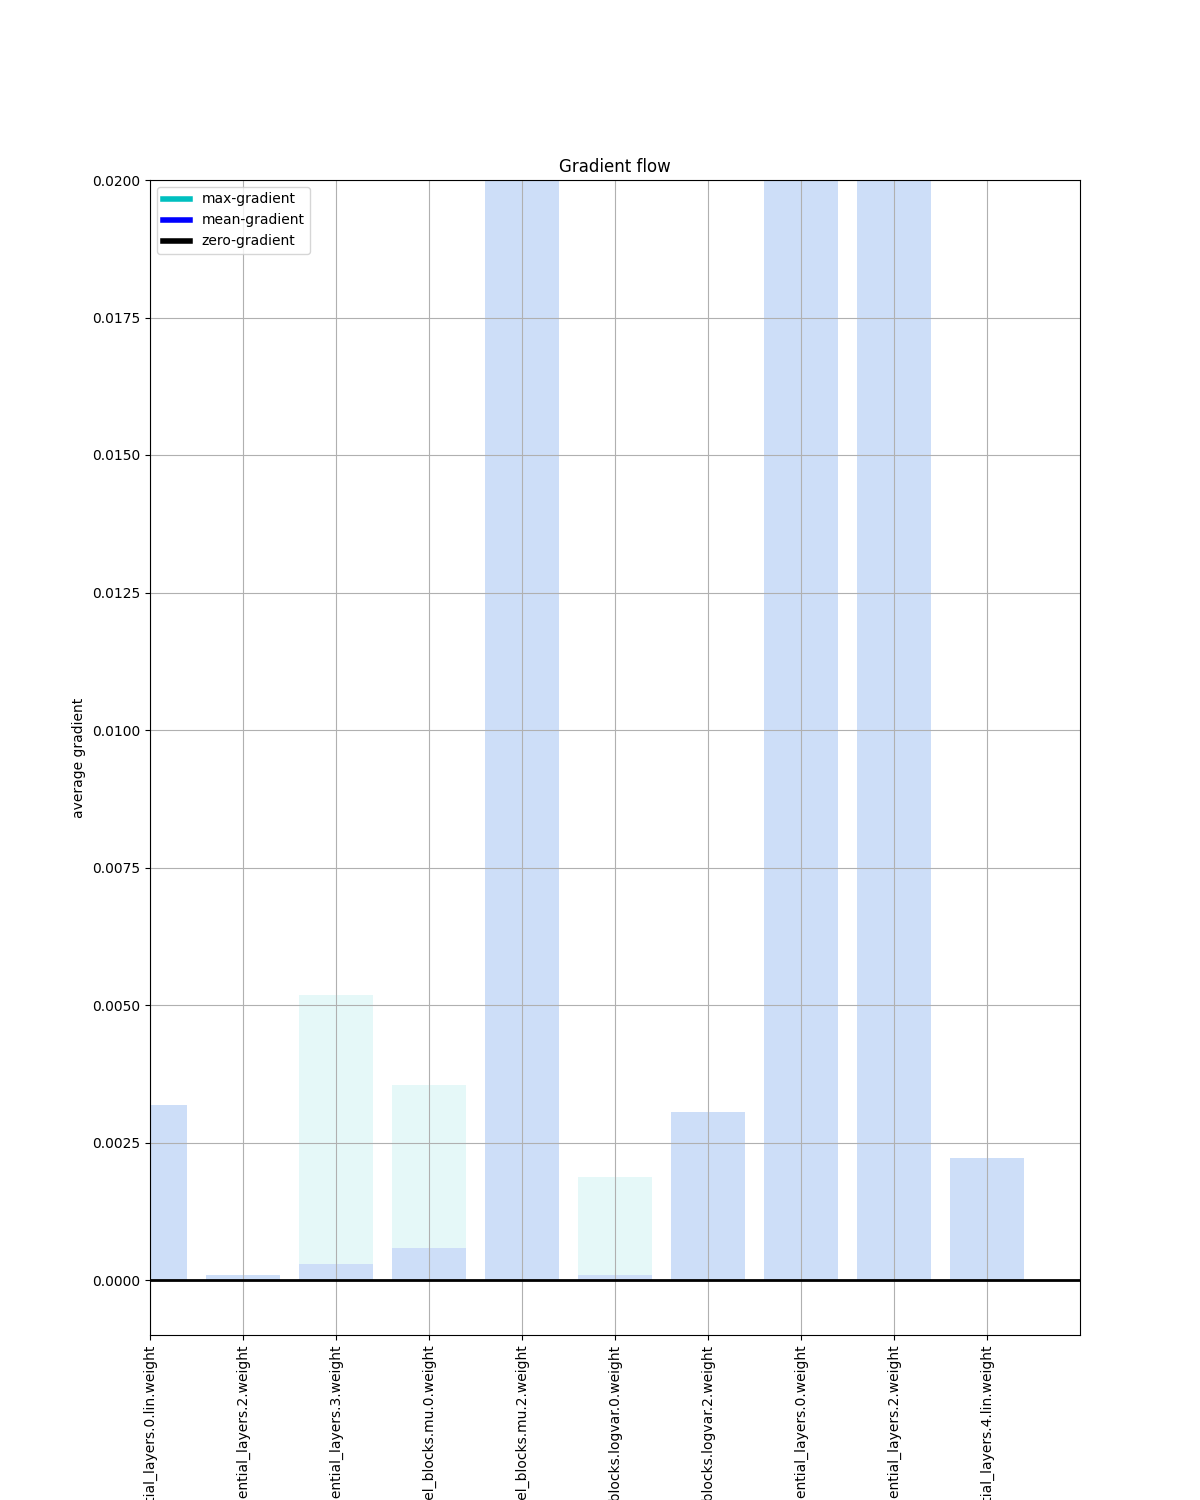 Gradient flow
max-gradient
mean-gradient
zero-gradient
average gradient
0.0200
0.0175
0.0150
0.0125
0.0100
0.0075
0.0050
0.0025
0.0000
tial_layers.0.lin.weight
ential_layers.2.weight
ential_layers.3.weight
el_blocks.mu.0.weight
el_blocks.mu.2.weight
blocks.logvar.0.weight
blocks.logvar.2.weight
ential_layers.0.weight
ential_layers.2.weight
tial_layers.4.lin.weight